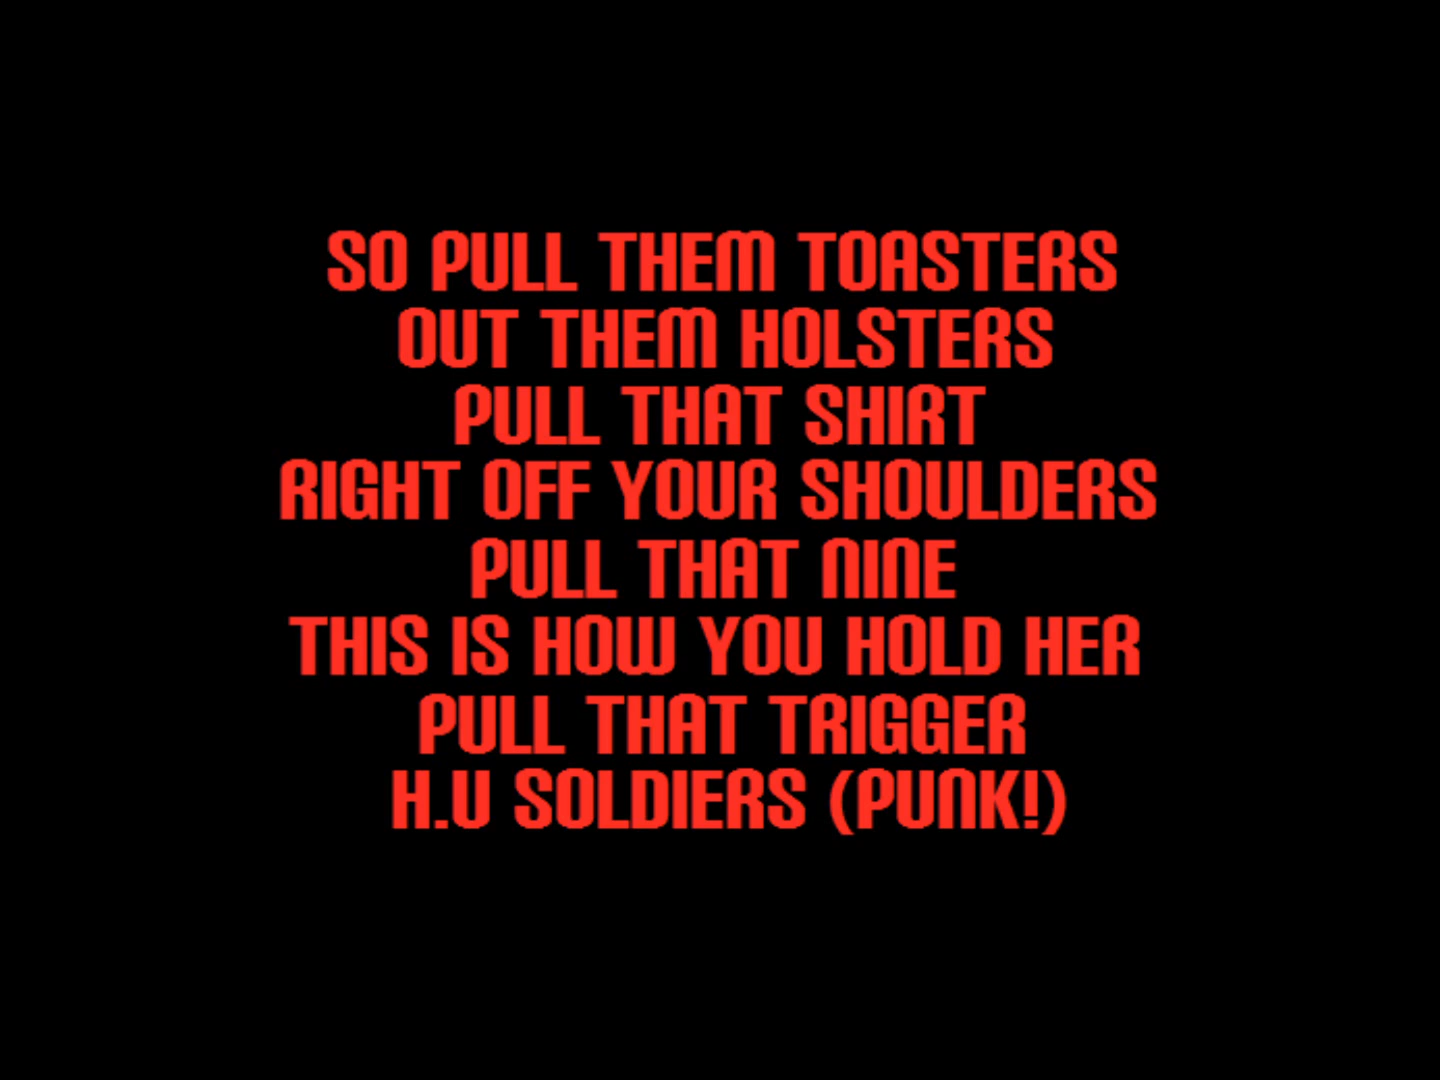 SO PULL THEM TOASTERS
OUT THEM HOLSTERS
PULL THAT SHIRT
RIGHT OFF YOUR SHOULDERS
PULL THAT NINE
THIS IS HOW YOU HOLD HER
PULL THAT TRIGGER
H.U SOLDIERS (PUNK!)